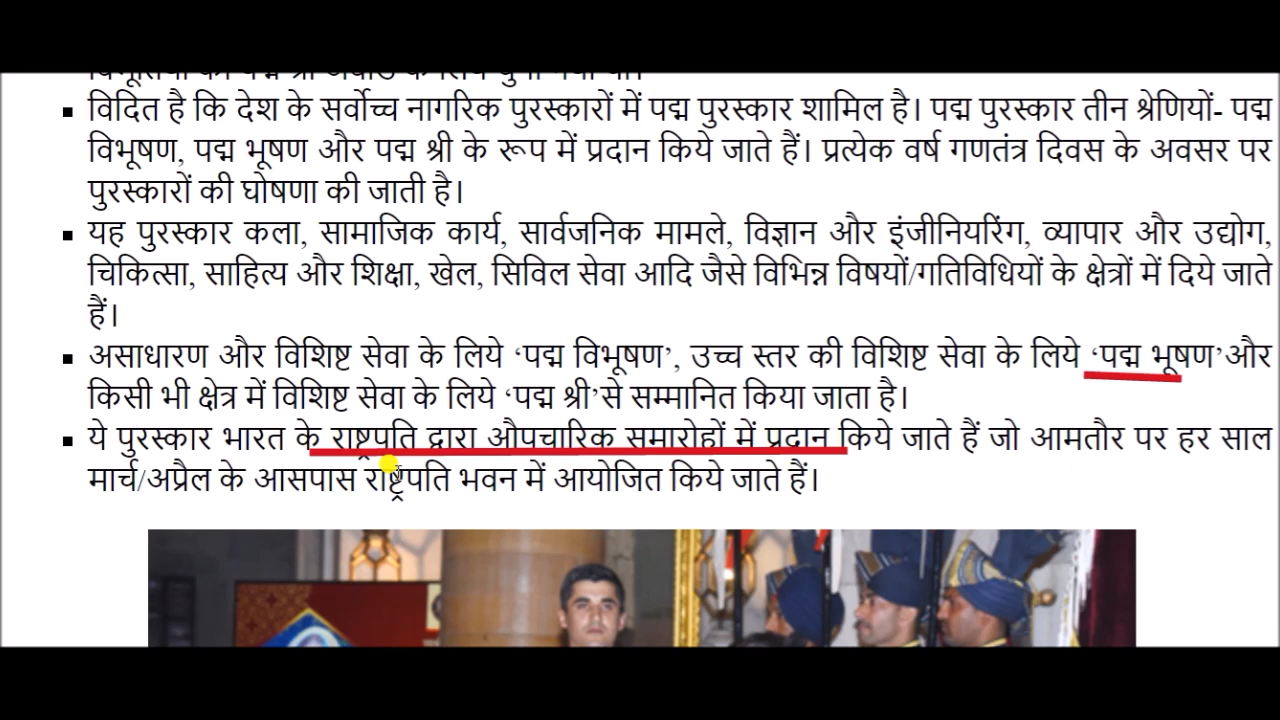 विदित है कि देश के सर्वोच्च नागरिक पुरस्कारों में पद्म पुरस्कार शामिल है। पद्म पुरस्कार तीन श्रेणियों- पद्म
विभूषण, पद्म भूषण और पद्म श्री के रूप में प्रदान किये जाते हैं। प्रत्येक वर्ष गणतंत्र दिवस के अवसर पर
पुरस्कारों की घोषणा की जाती है।
यह पुरस्कार कला, सामाजिक कार्य, सार्वजनिक मामले, विज्ञान और इंजीनियरिंग, व्यापार और उद्योग,
चिकित्सा, साहित्य और शिक्षा, खेल, सिविल सेवा आदि जैसे विभिन्न विषयों/गतिविधियों के क्षेत्रों में दिये जाते
हैं।
असाधारण और विशिष्ट सेवा के लिये ‘पद्म विभूषण’, उच्च स्तर की विशिष्ट सेवा के लिये ‘पद्म भूषण’और
किसी भी क्षेत्र में विशिष्ट सेवा के लिये ‘पद्म श्री’से सम्मानित किया जाता है।
ये पुरस्कार भारत के राष्ट्रपति द्वारा औपचारिक समारोहों में प्रदान किये जाते हैं जो आमतौर पर हर साल
मार्च/अप्रैल के आसपास राष्ट्रपति भवन में आयोजित किये जाते हैं।